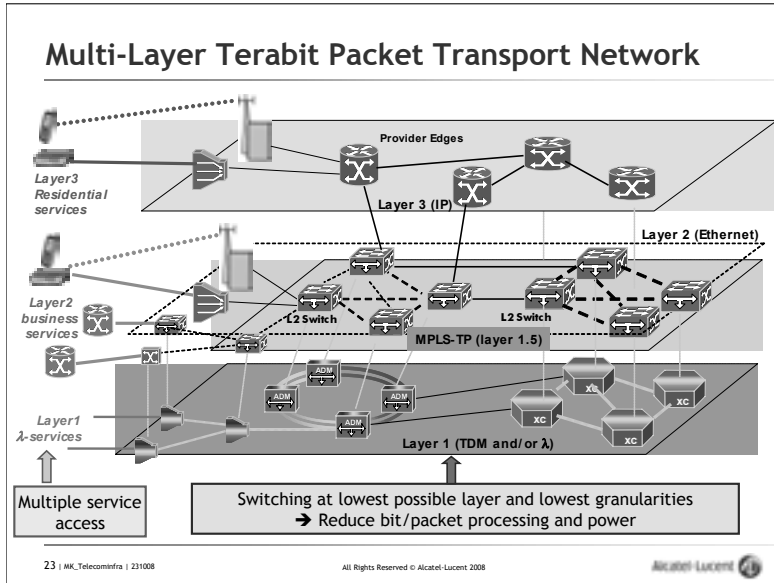 Multi-Layer Terabit Packet Transport Network
Provider Edges
Layer3
Residential
services
Layer 3 (IP)
Layer 2 (Ethernet)
Layer2
business
services
L2 Switch
L2 Switch
MPLS-TP (layer 1.5)
ADM
ADM
ADM
ADM
XC
XC
XC
XC
Layer1
λ-services
Layer 1 (TDM and/or λ)
Multiple service
access
Switching at lowest possible layer and lowest granularities
➔ Reduce bit/packet processing and power
23 | MK_Telecominfra | 231008
All Rights Reserved © Alcatel-Lucent 2008
Alcatel·Lucent